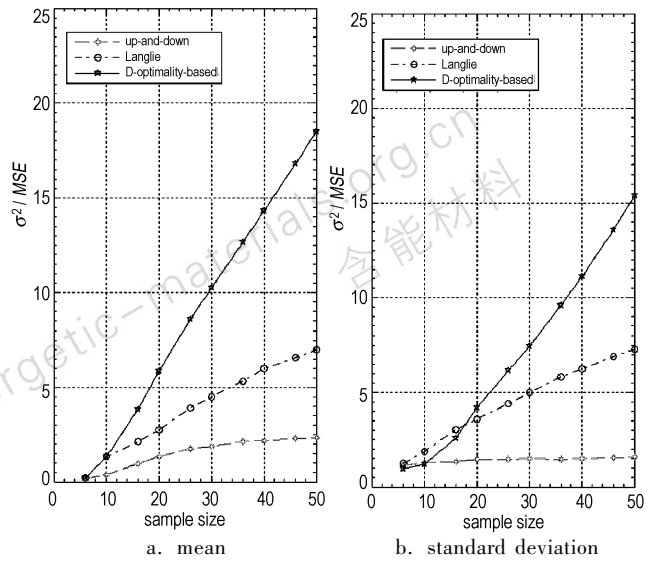 25
20
15
10
5
0
σ² / MSE
up-and-down
Langlie
D-optimality-based
0 10 20 30 40 50
sample size
a. mean
25
20
15
10
5
0
σ² / MSE
up-and-down
Langlie
D-optimality-based
0 10 20 30 40 50
sample size
b. standard deviation
ergetic-materials.org.cn
含能材料